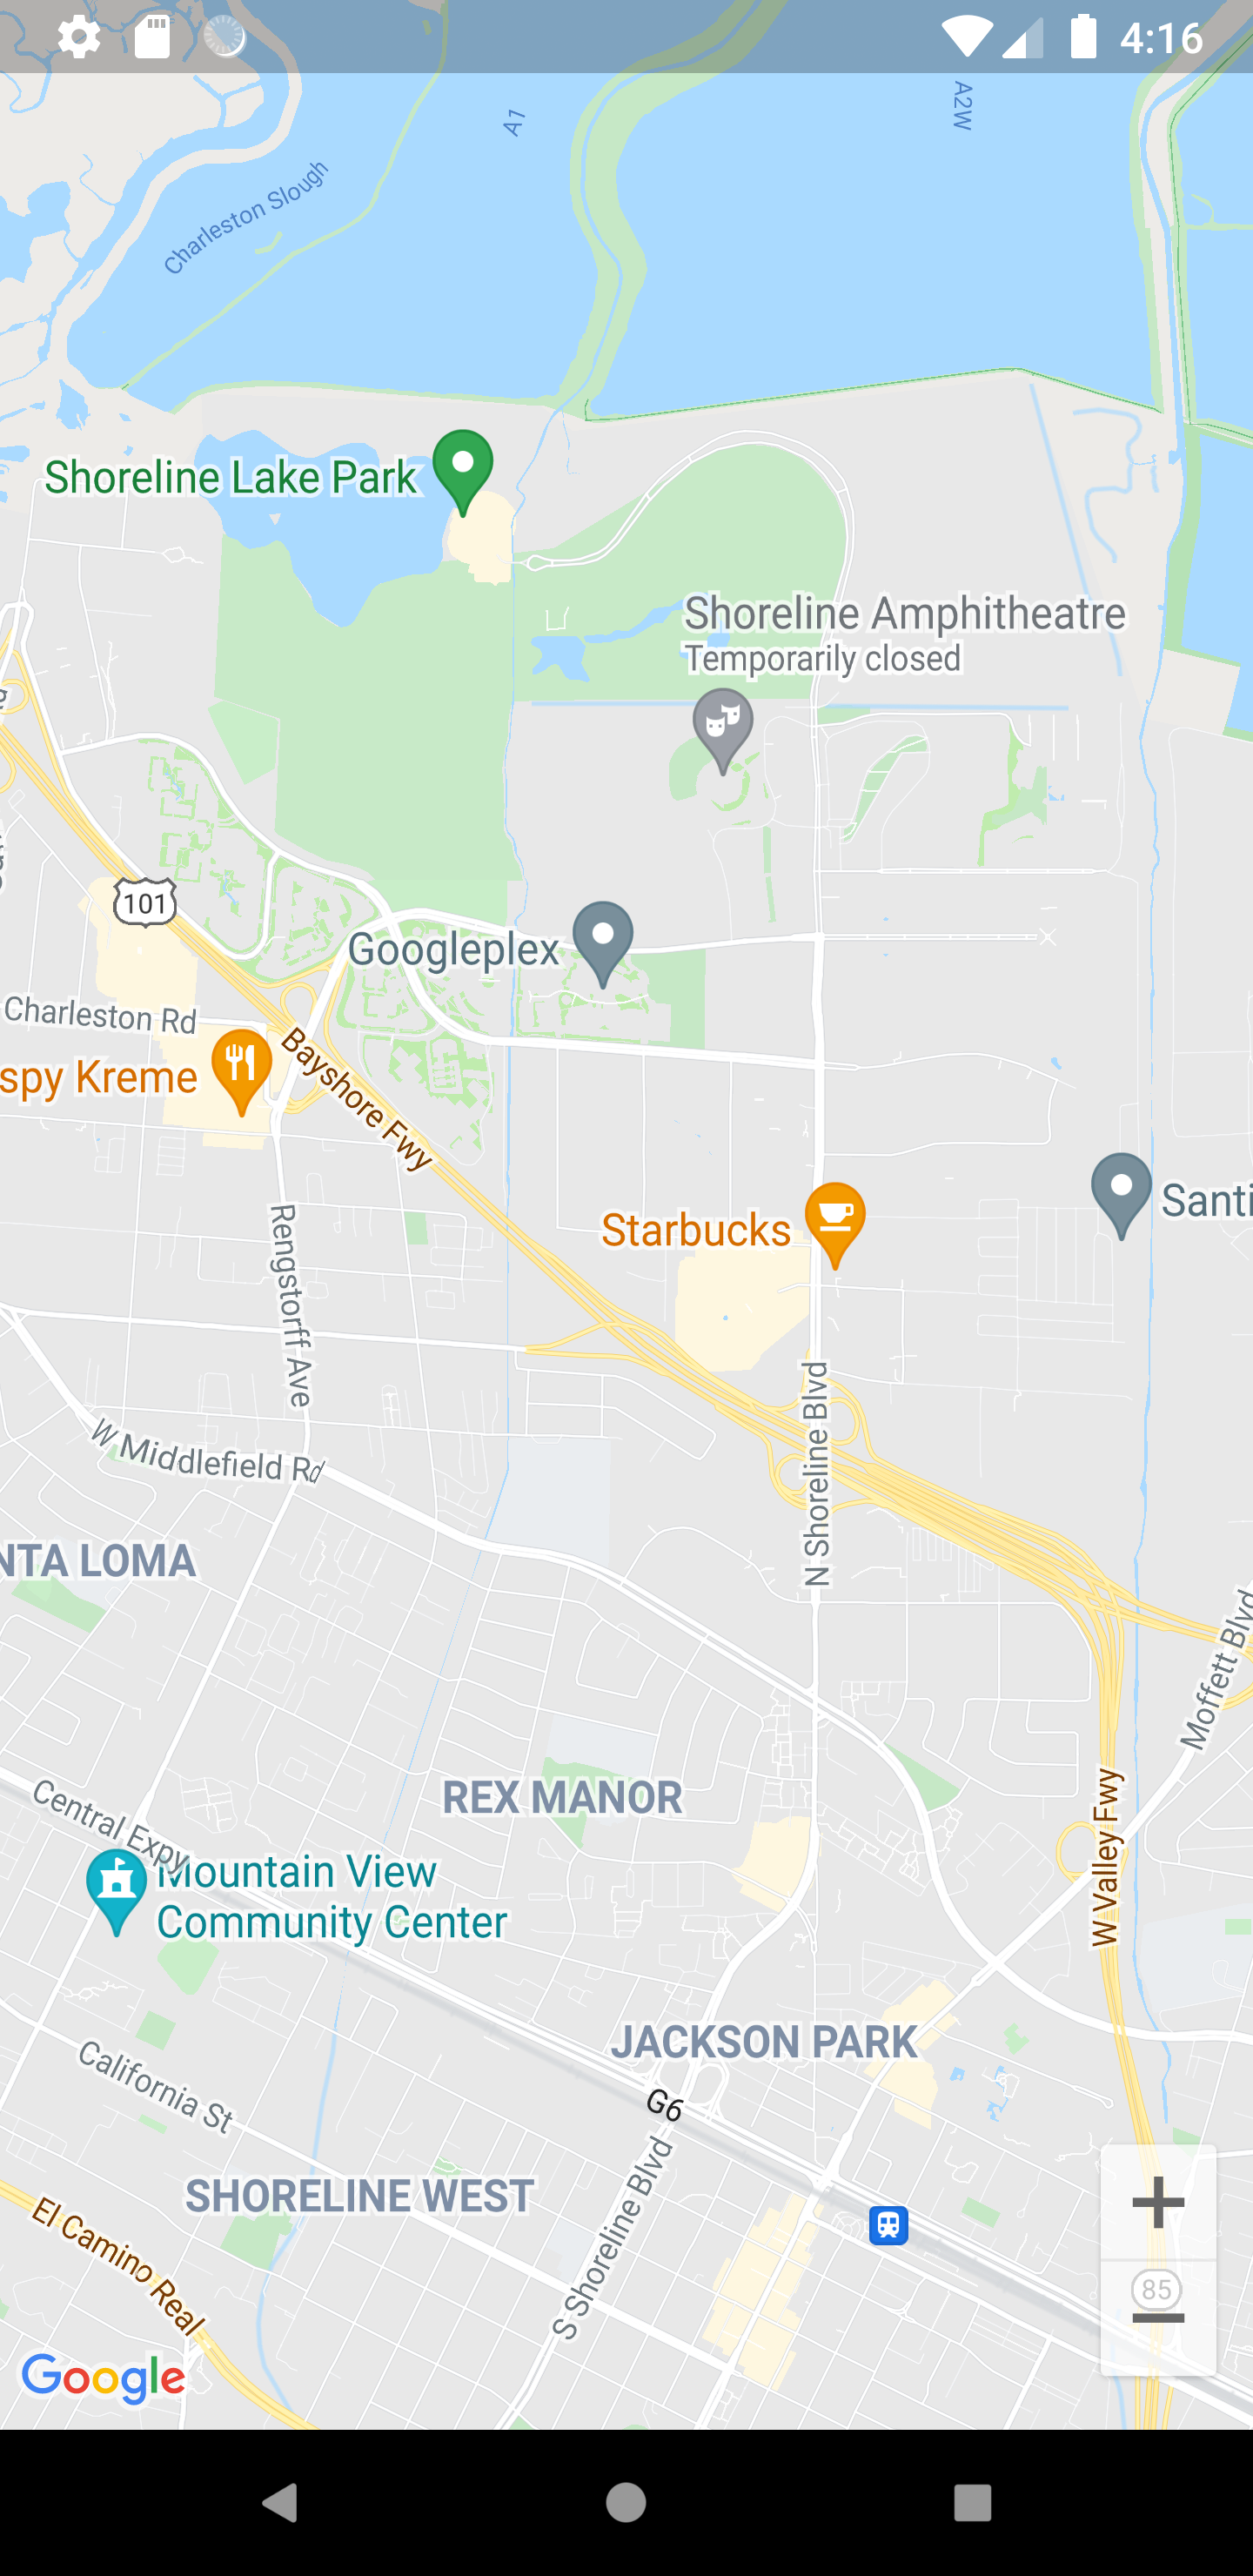 4:16
A1
A2W
Charleston Slough
Shoreline Lake Park
Shoreline Amphitheatre
Temporarily closed
101
Googleplex
Charleston Rd
spy Kreme
Bayshore Fwy
Santi
Starbucks
Rengstorff Ave
N Shoreline Blvd
W Middlefield Rd
NTA LOMA
Moffett Blvd
REX MANOR
W Valley Fwy
Central Expy
Mountain View
Community Center
JACKSON PARK
California St
G6
SHORELINE WEST
S Shoreline Blvd
El Camino Real
85
Google